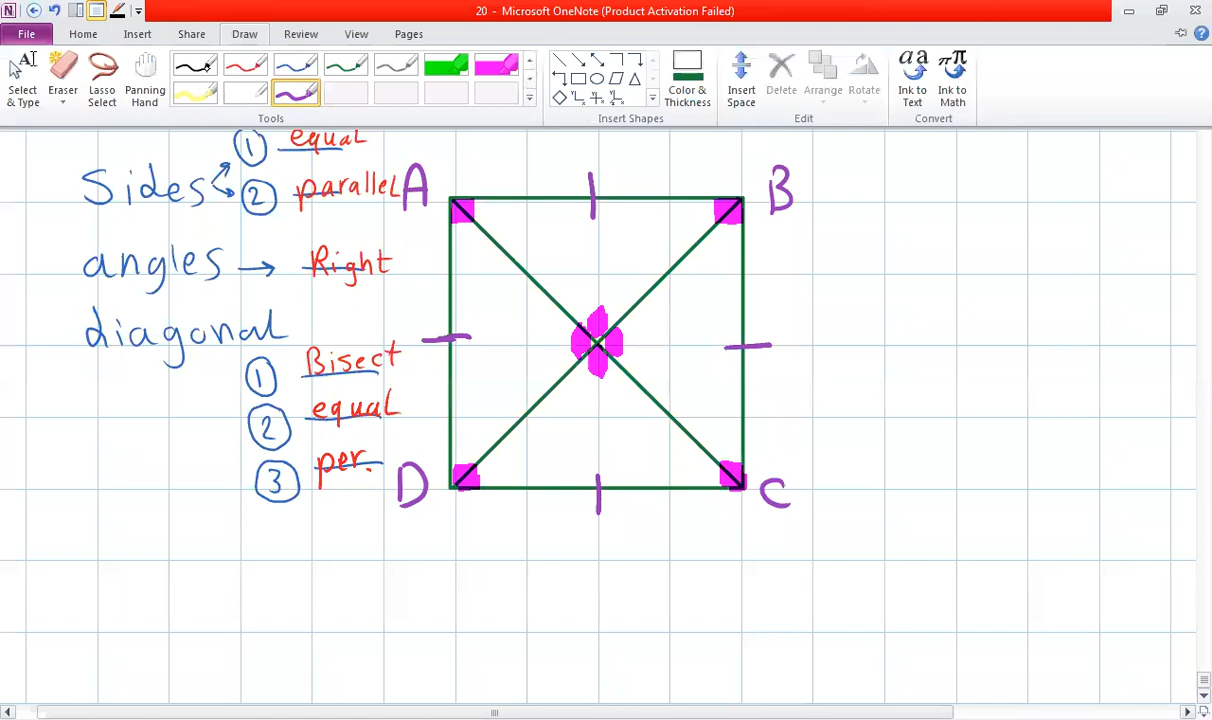 20 - Microsoft OneNote (Product Activation Failed)
File Home Insert Share Draw Review View Pages
Select & Type
Eraser
Lasso Select
Panning Hand
Color & Thickness
Insert Space
Delete
Arrange
Rotate
Ink to Text
Ink to Math
Tools
Insert Shapes
Edit
Convert
① equal
Sides ② parallel
angles → Right
diagonal
① Bisect
② equal
③ per.
A B
D C